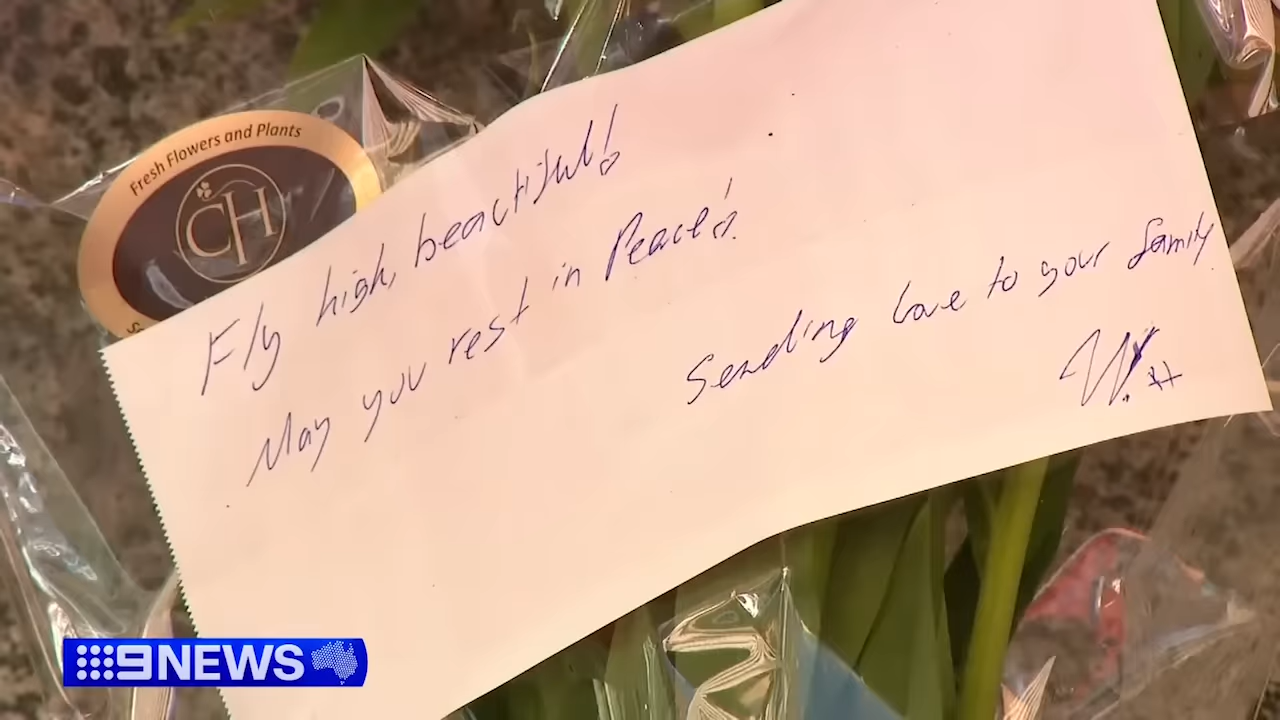 Fresh Flowers and Plants
CH
Fly high, beautiful!
May you rest in Peace!
Sending love to your family
9NEWS